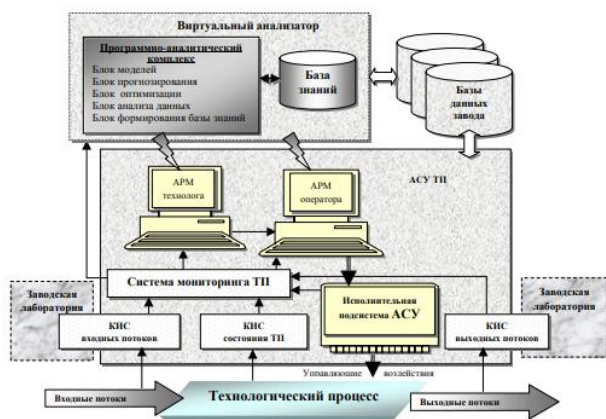 Виртуальный анализатор
Программно-аналитический
комплекс
Блок моделей
Блок прогнозирования
Блок оптимизации
Блок анализа данных
Блок формирования базы знаний
База
знаний
Базы
данных
завода
АСУ ТП
АРМ
технолога
АРМ
оператора
Система мониторинга ТП
Заводская
лаборатория
Исполнительная
подсистема АСУ
Заводская
лаборатория
КИС
входных потоков
КИС
состояния ТП
КИС
выходных потоков
Управляющие воздействия
Входные потоки
Технологический процесс
Выходные потоки